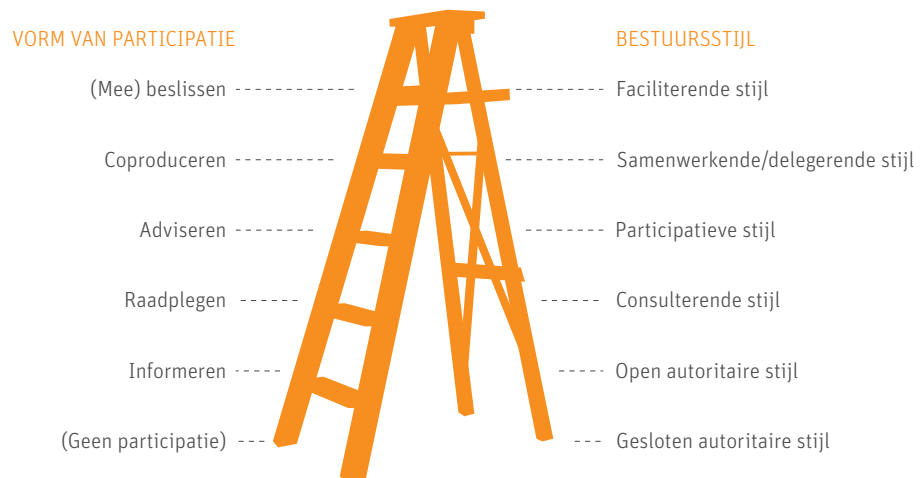 VORM VAN PARTICIPATIE BESTUURSSTIJL
(Mee) beslissen Faciliterende stijl
Coproduceren Samenwerkende/delegerende stijl
Adviseren Participatieve stijl
Raadplegen Consulterende stijl
Informeren Open autoritaire stijl
(Geen participatie) Gesloten autoritaire stijl